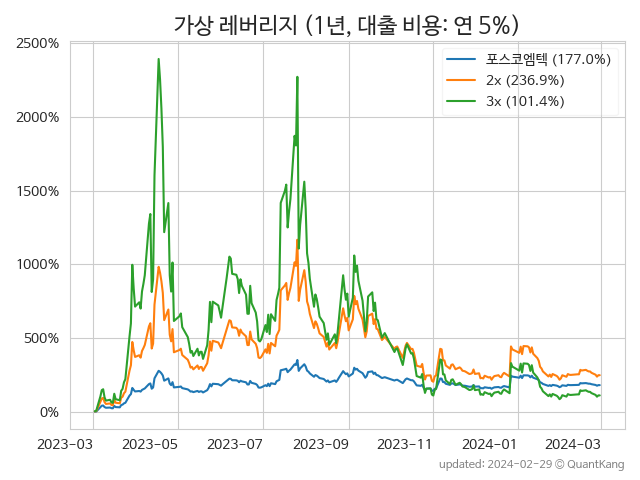 가상 레버리지 (1년, 대출 비용: 연 5%)
2500%
2000%
1500%
1000%
500%
0%
포스코엠텍 (177.0%)
2x (236.9%)
3x (101.4%)
2023-03
2023-05
2023-07
2023-09
2023-11
2024-01
2024-03
updated: 2024-02-29 © QuantKang